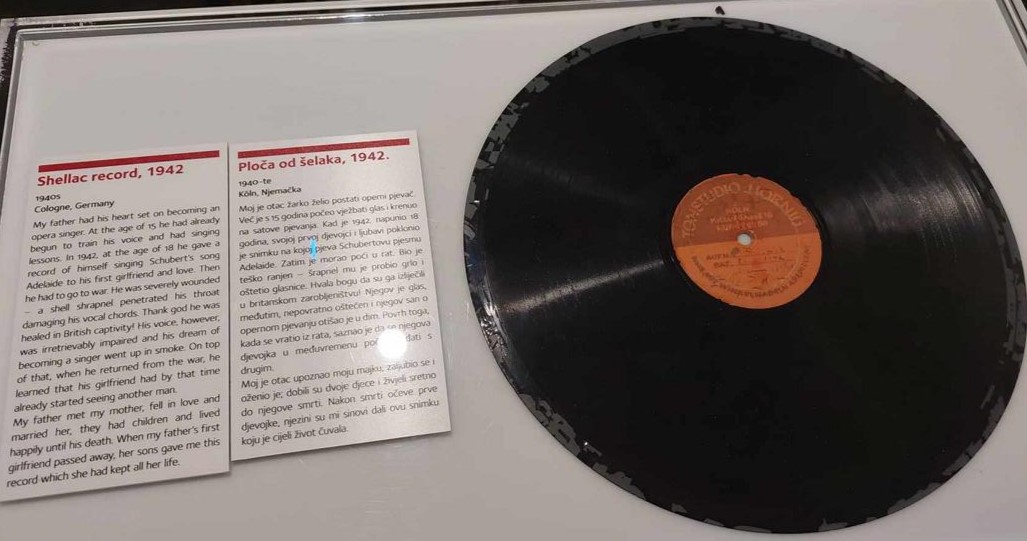 Shellac record, 1942
1940s
Cologne, Germany
My father had his heart set on becoming an
opera singer. At the age of 15 he had already
begun to train his voice and had singing
lessons. In 1942, at the age of 18 he gave a
record of himself singing Schubert's song
Adelaide to his first girlfriend and love. Then
he had to go to war. He was severely wounded
– a shell shrapnel penetrated his throat
damaging his vocal chords. Thank god he was
healed in British captivity! His voice, however,
was irretrievably impaired and his dream of
becoming a singer went up in smoke. On top
of that, when he returned from the war, he
learned that his girlfriend had by that time
already started seeing another man.
My father met my mother, fell in love and
married her, they had children and lived
happily until his death. When my father's first
girlfriend passed away, her sons gave me this
record which she had kept all her life.
Ploča od šelaka, 1942.
1940-te
Köln, Njemačka
Moj je otac žarko želio postati operni pjevač.
Već je s 15 godina počeo vježbati glas i krenuo
na satove pjevanja. Kad je 1942. napunio 18
godina, svojoj prvoj djevojci i ljubavi poklonio
je snimku na kojoj pjeva Schubertovu pjesmu
Adelaide. Zatim je morao poći u rat. Bio je
teško ranjen – šrapnel mu je probio grlo i
oštetio glasnice. Hvala bogu da su ga izliječili
u britanskom zarobljeništvu! Njegov je glas,
međutim, nepovratno oštećen i njegov san o
opernom pjevanju otišao je u dim. Povrh toga,
kada se vratio iz rata, saznao je da se njegova
djevojka u međuvremenu s
drugim.
Moj je otac upoznao moju majku, zaljubio se i
oženio je; dobili su dvoje djece i živjeli sretno
do njegove smrti. Nakon smrti očeve prve
djevojke, njezini su mi sinovi dali ovu snimku
koju je cijeli život čuvala.
TONSTUDIO HORNIG
KÖLN